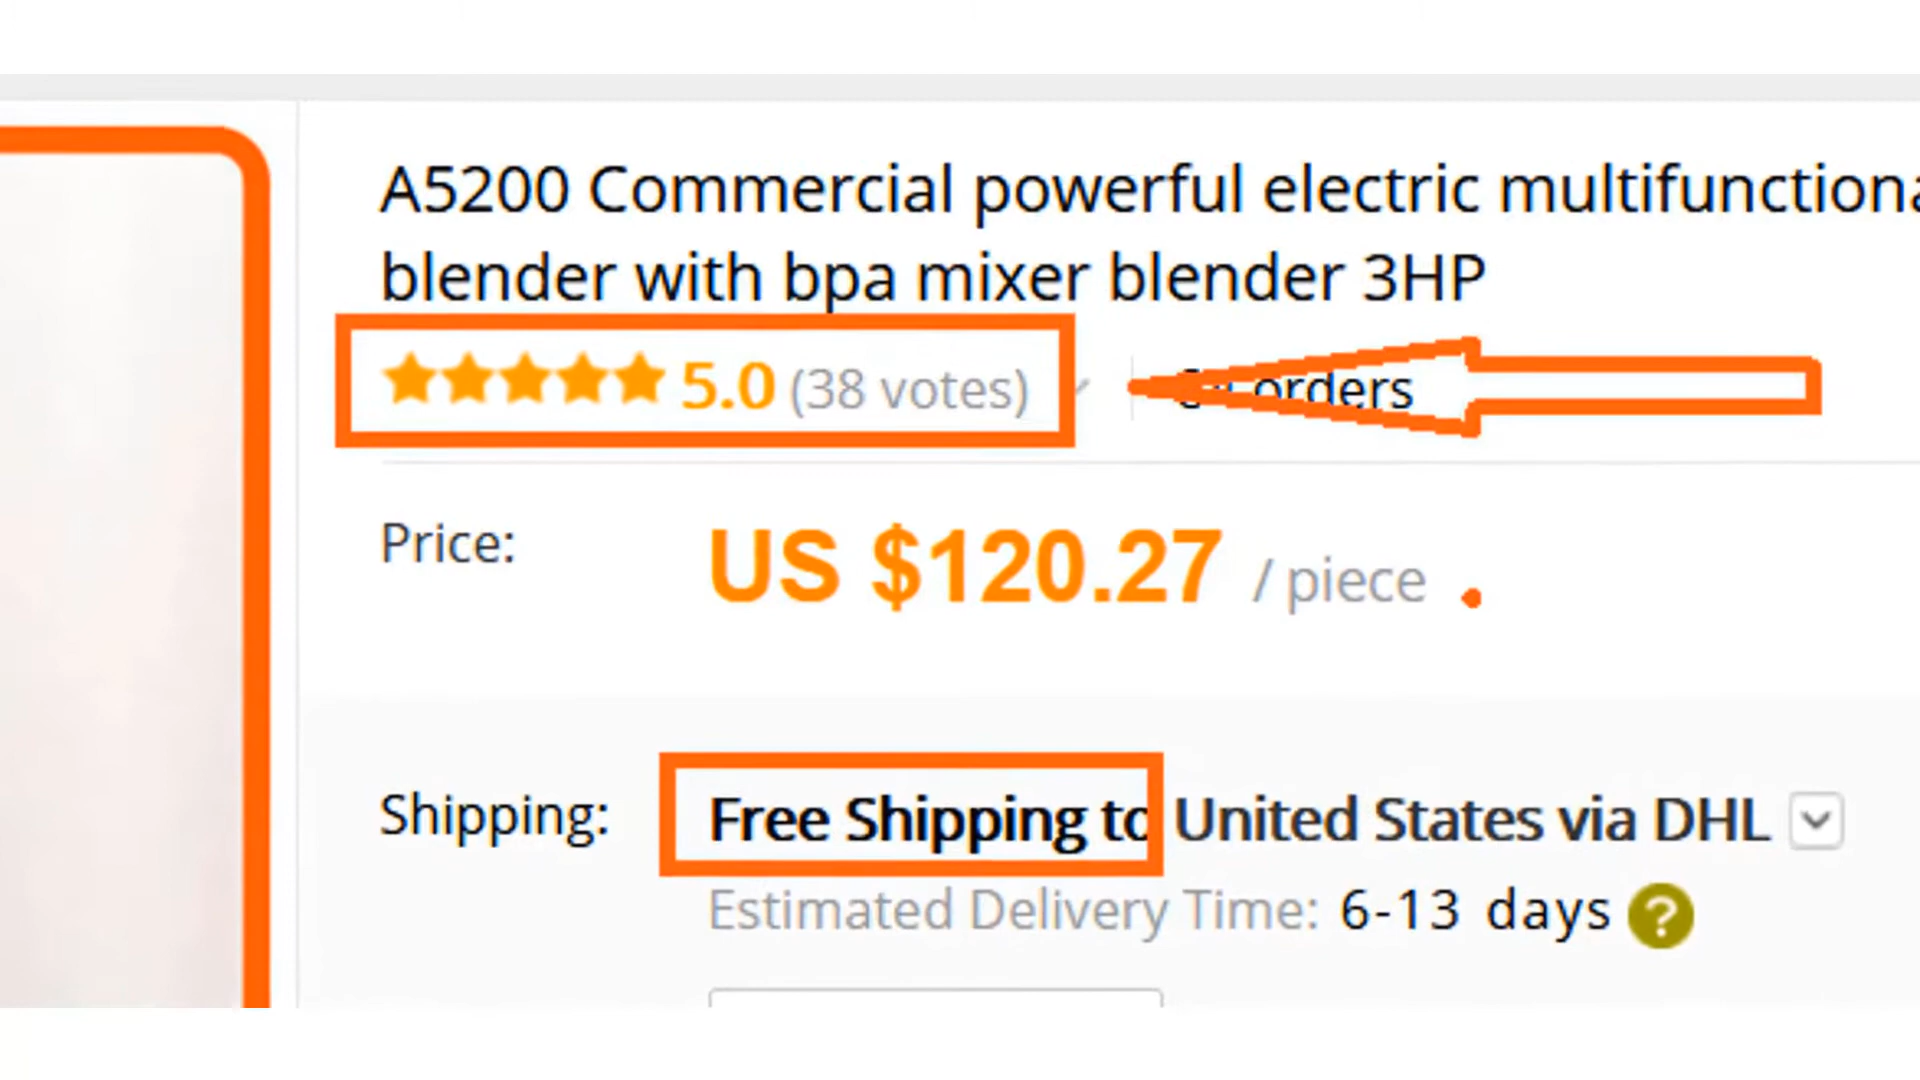 A5200 Commercial powerful electric multifunctiona
blender with bpa mixer blender 3HP
5.0 (38 votes) orders
Price: US $120.27 / piece
Shipping: Free Shipping to United States via DHL
Estimated Delivery Time: 6-13 days ?